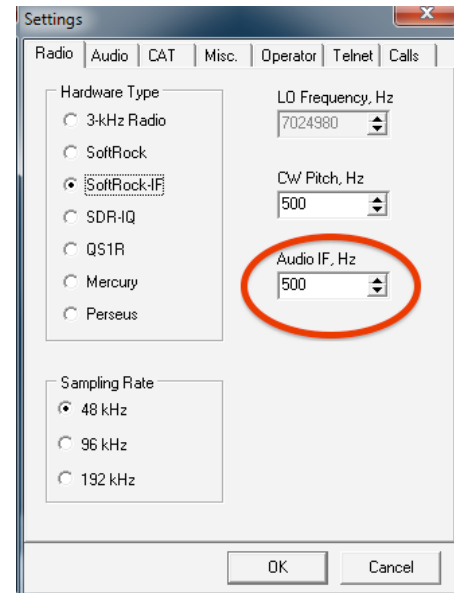 Settings
Radio Audio CAT Misc. Operator Telnet Calls
Hardware Type
3-kHz Radio
SoftRock
SoftRock-IF
SDR-IQ
QS1R
Mercury
Perseus
LO Frequency, Hz
7024980
CW Pitch, Hz
500
Audio IF, Hz
500
Sampling Rate
48 kHz
96 kHz
192 kHz
OK Cancel